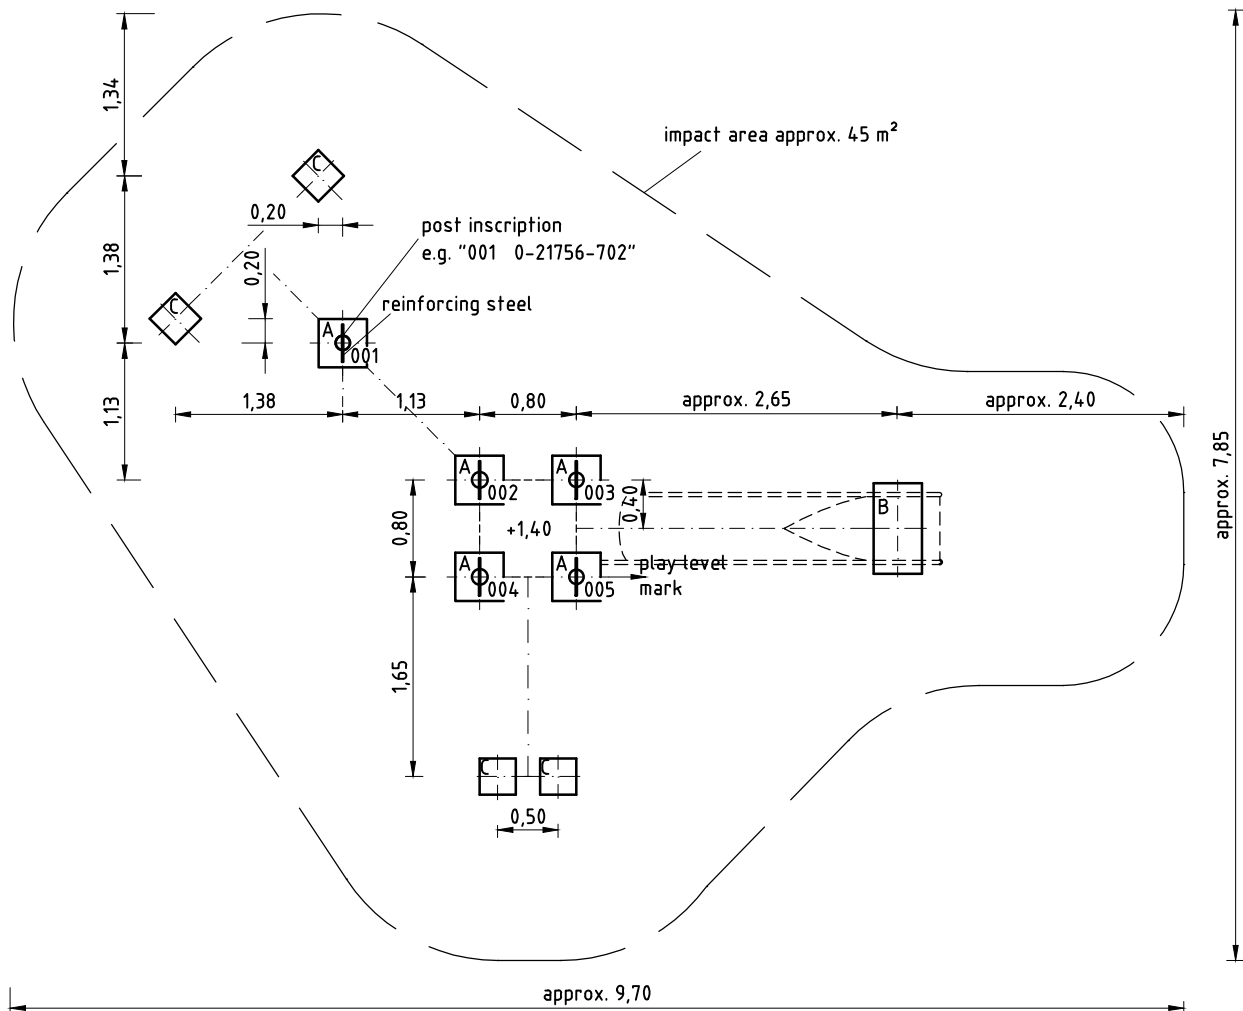 1,34
impact area approx. 45 m²
C
0,20
post inscription
e.g. "001 0-21756-702"
1,38
0,20
C
reinforcing steel
A
001
1,13
1,38
1,13
0,80
approx. 2,65
approx. 2,40
approx. 7,85
A
002
A
003
0,40
B
0,80
+1,40
A
004
A
005
play level
mark
1,65
C
C
0,50
approx. 9,70